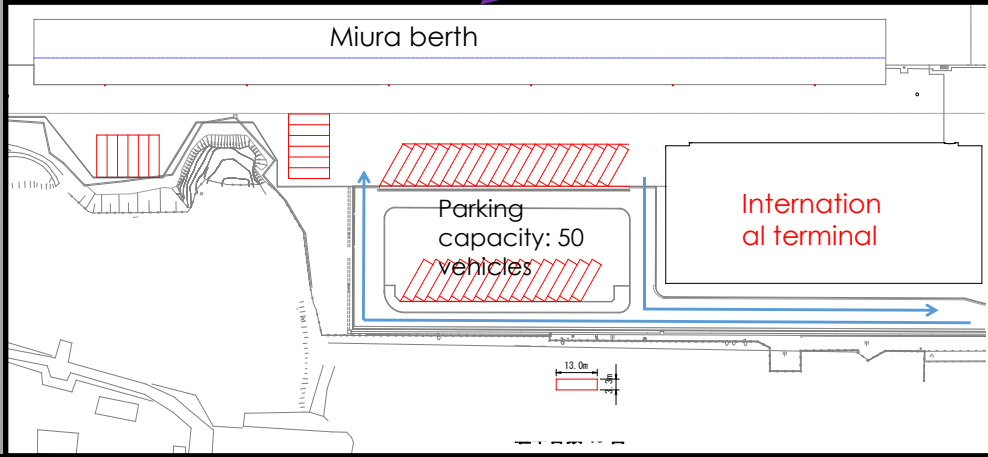 Miura berth
Parking
capacity: 50
vehicles
Internation
al terminal
13.0m
3.3m